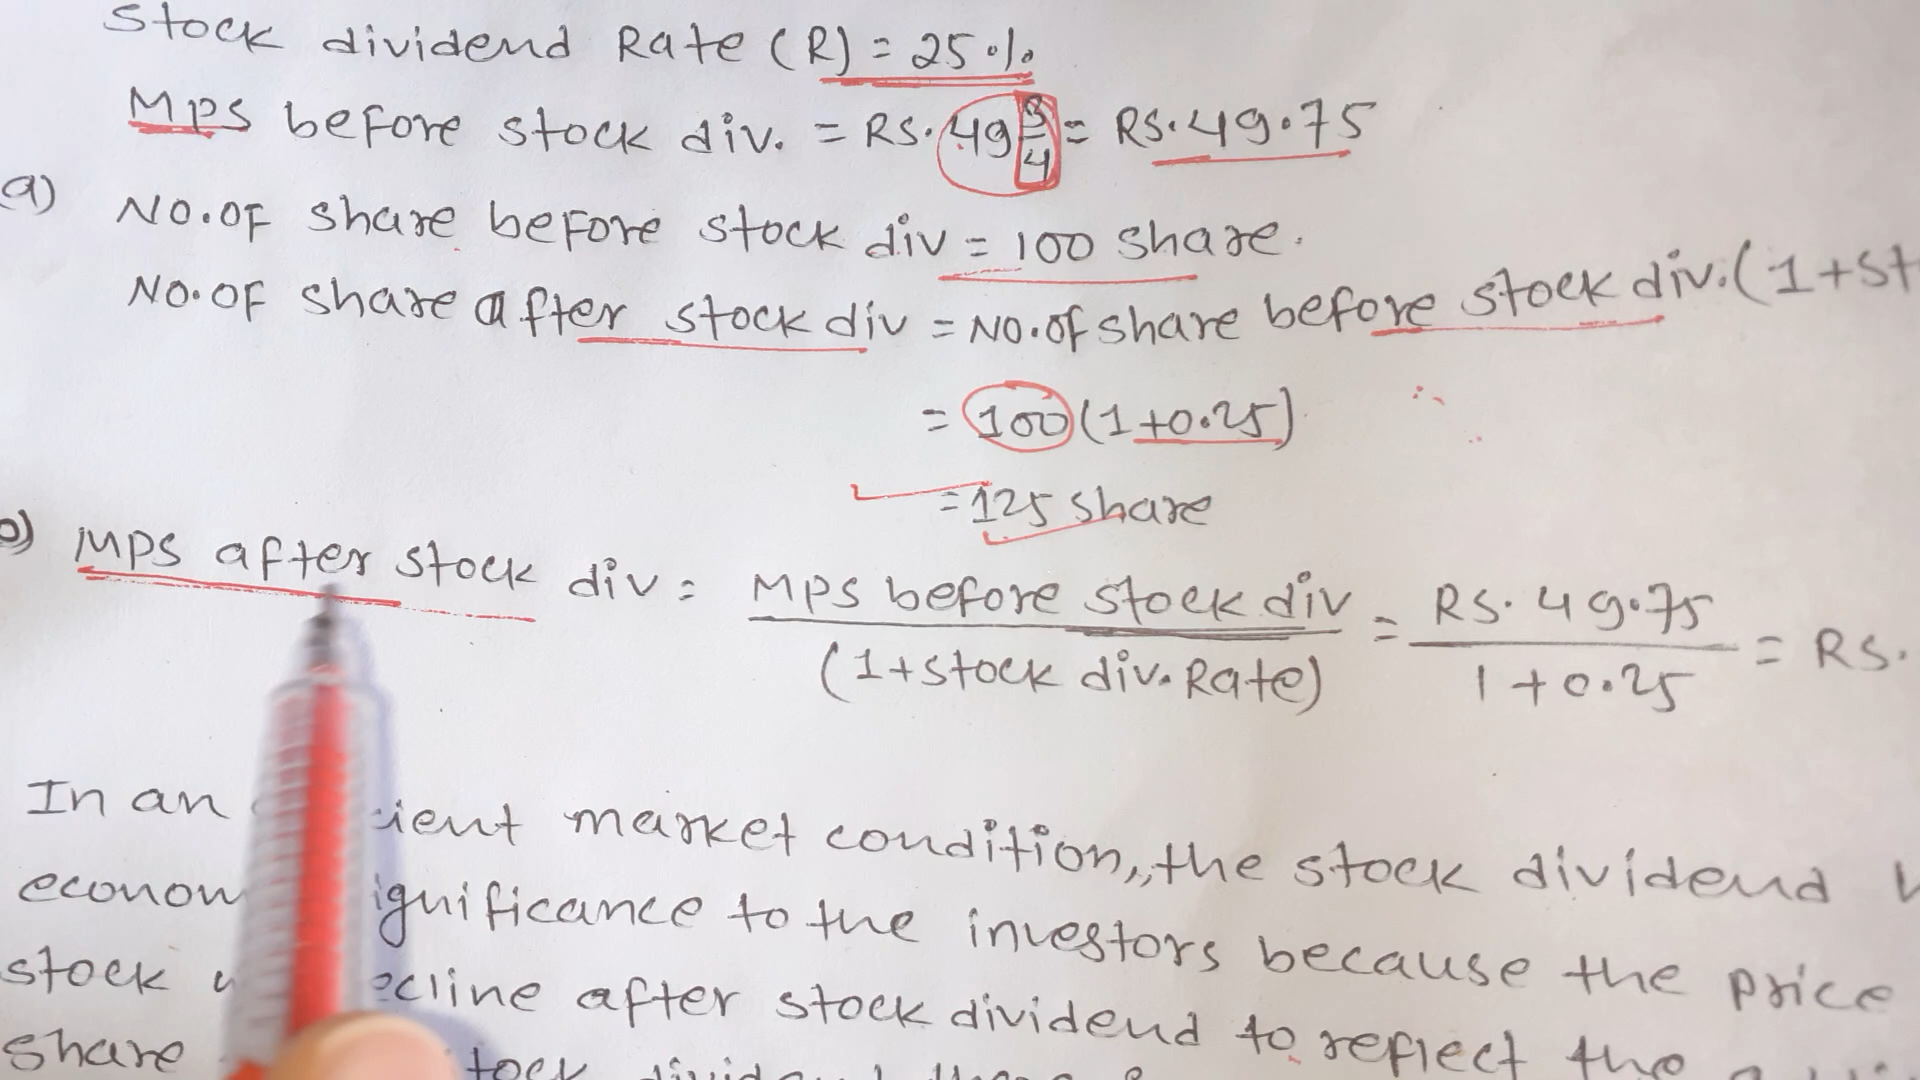 Stock dividend Rate (R) = 25%
MPS before stock div. = RS. 49 3/4 = RS. 49.75
a) NO. OF share before stock div = 100 share.
NO. OF share After stock div = NO. of share before stock div. (1+st
= 100 (1+0.25)
= 125 share
b) MPS after stock div = MPS before stock div / (1+stock div. Rate) = RS. 49.75 / 1+0.25 = RS.
In an market condition, the stock dividend
to the investors because the price
stock after stock dividend to reflect the
share